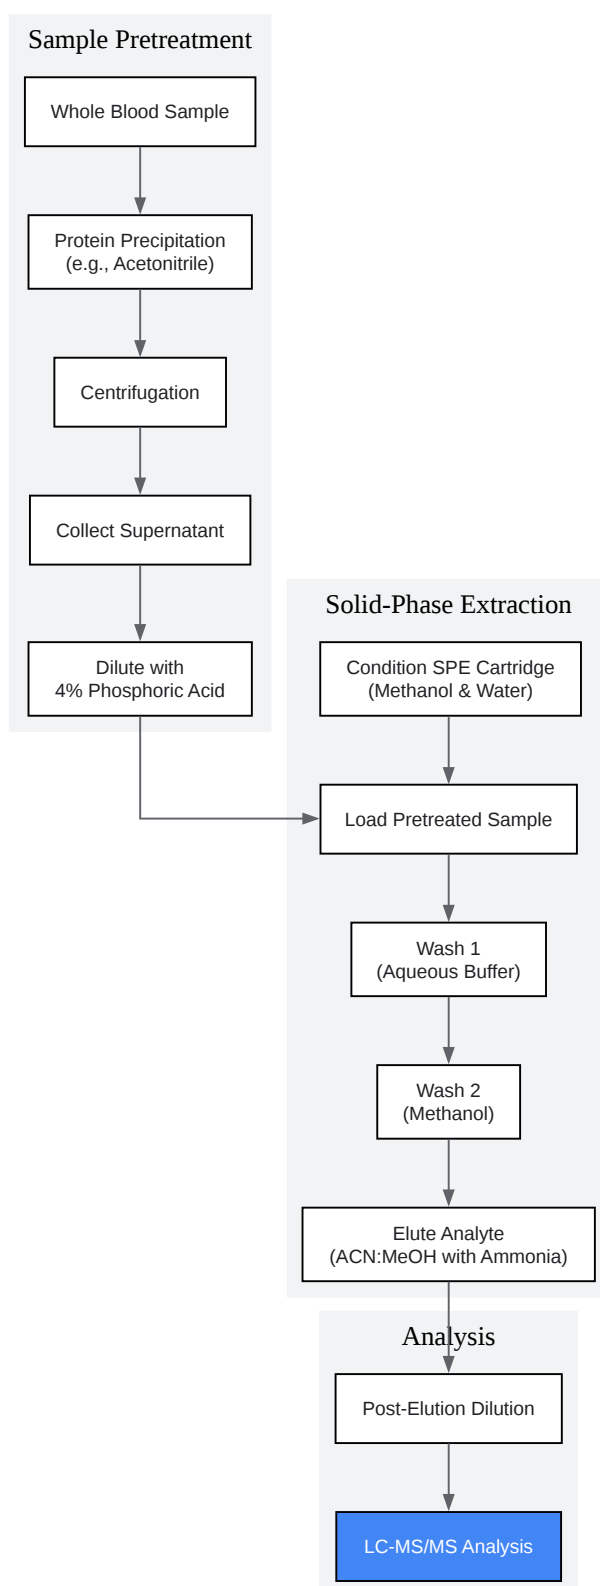 Sample Pretreatment
Whole Blood Sample
Protein Precipitation
(e.g., Acetonitrile)
Centrifugation
Collect Supernatant
Dilute with
4% Phosphoric Acid
Solid-Phase Extraction
Condition SPE Cartridge
(Methanol & Water)
Load Pretreated Sample
Wash 1
(Aqueous Buffer)
Wash 2
(Methanol)
Elute Analyte
(ACN:MeOH with Ammonia)
Analysis
Post-Elution Dilution
LC-MS/MS Analysis